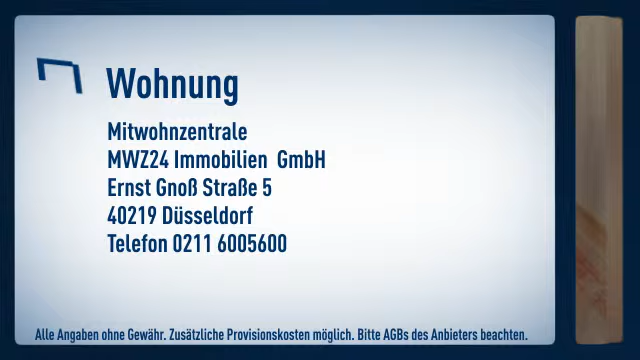 Wohnung
Mitwohnzentrale
MWZ24 Immobilien GmbH
Ernst Gnoß Straße 5
40219 Düsseldorf
Telefon 0211 6005600
Alle Angaben ohne Gewähr. Zusätzliche Provisionskosten möglich. Bitte AGBs des Anbieters beachten.